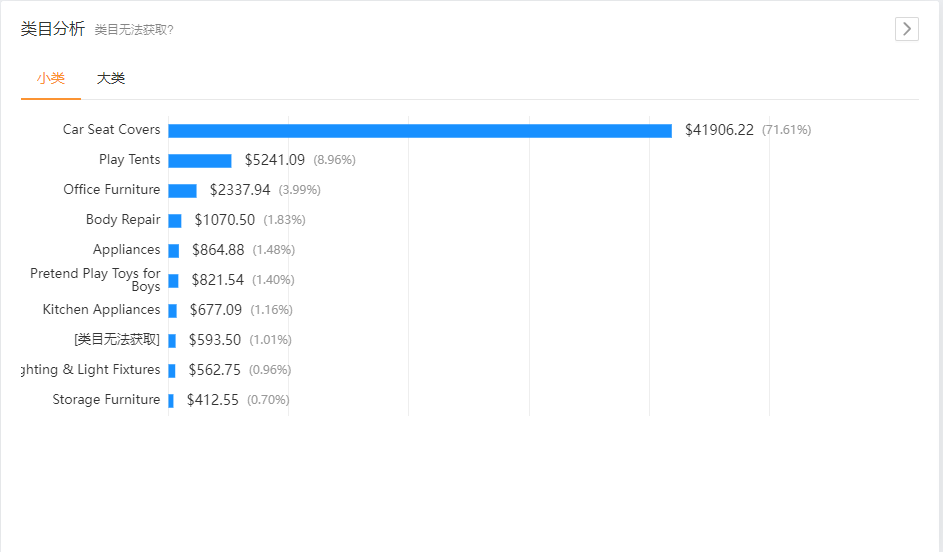 类目分析 类目无法获取?
小类 大类
Car Seat Covers $41906.22 (71.61%)
Play Tents $5241.09 (8.96%)
Office Furniture $2337.94 (3.99%)
Body Repair $1070.50 (1.83%)
Appliances $864.88 (1.48%)
Pretend Play Toys for
Boys $821.54 (1.40%)
Kitchen Appliances $677.09 (1.16%)
[类目无法获取] $593.50 (1.01%)
ghting & Light Fixtures $562.75 (0.96%)
Storage Furniture $412.55 (0.70%)